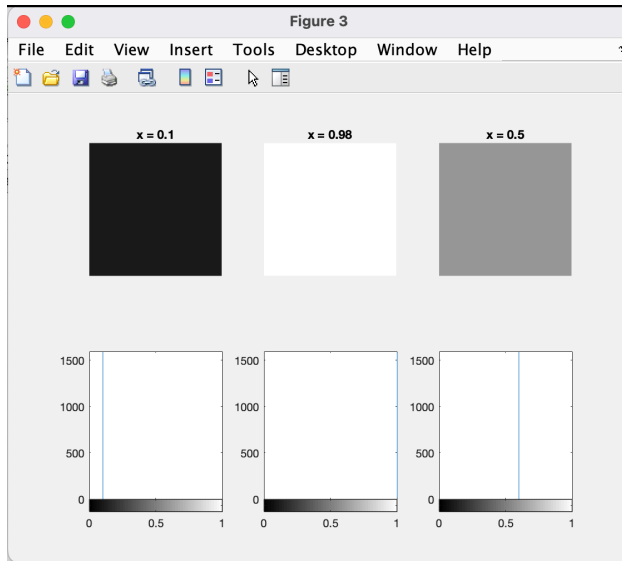 Figure 3
File Edit View Insert Tools Desktop Window Help
x = 0.1 x = 0.98 x = 0.5
1500 1500 1500
1000 1000 1000
500 500 500
0 0 0
0 0.5 1 0 0.5 1 0 0.5 1